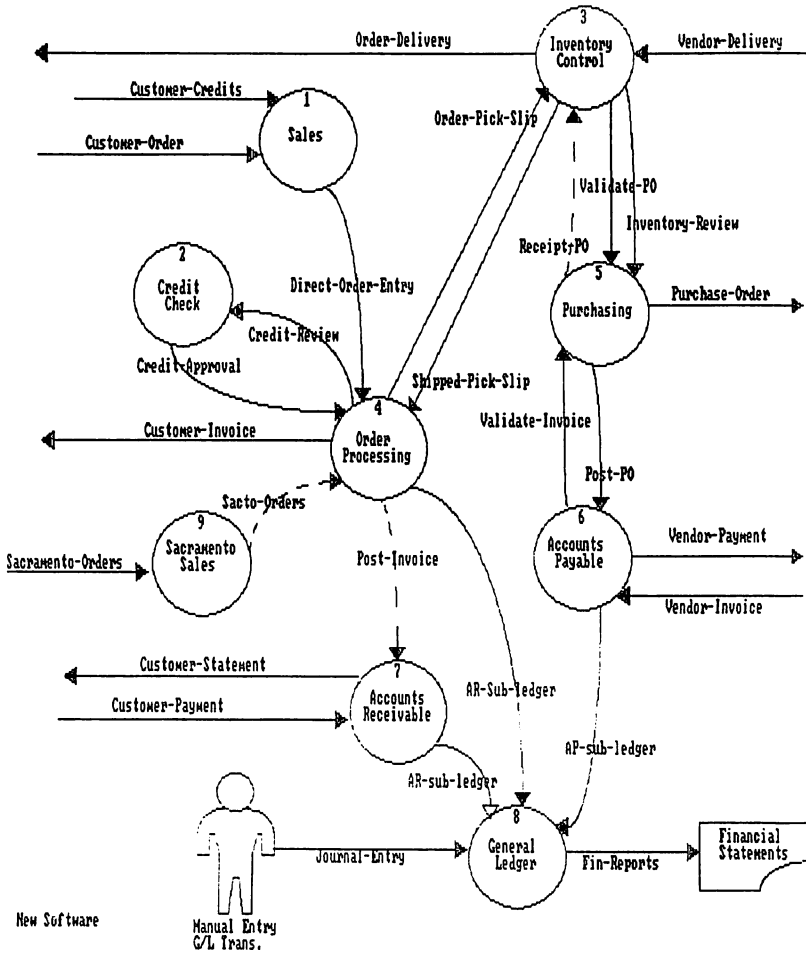 3
Inventory
Control
Order-Delivery
Vendor-Delivery
Customer-Credits
1
Sales
Customer-Order
Order-Pick-Slip
Validate-PO
Inventory-Review
Receipt-PO
2
Credit
Check
Direct-Order-Entry
5
Purchasing
Purchase-Order
Credit-Review
Credit-Approval
Shipped-Pick-Slip
4
Order
Processing
Customer-Invoice
Validate-Invoice
Post-PO
Sacto-Orders
9
Sacramento
Sales
Sacramento-Orders
Post-Invoice
6
Accounts
Payable
Vendor-Payment
Vendor-Invoice
Customer-Statement
7
Accounts
Receivable
Customer-Payment
AR-Sub-ledger
AP-sub-ledger
AR-sub-ledger
8
General
Ledger
Journal-Entry
Fin-Reports
Financial
Statements
New Software
Manual Entry
G/L Trans.